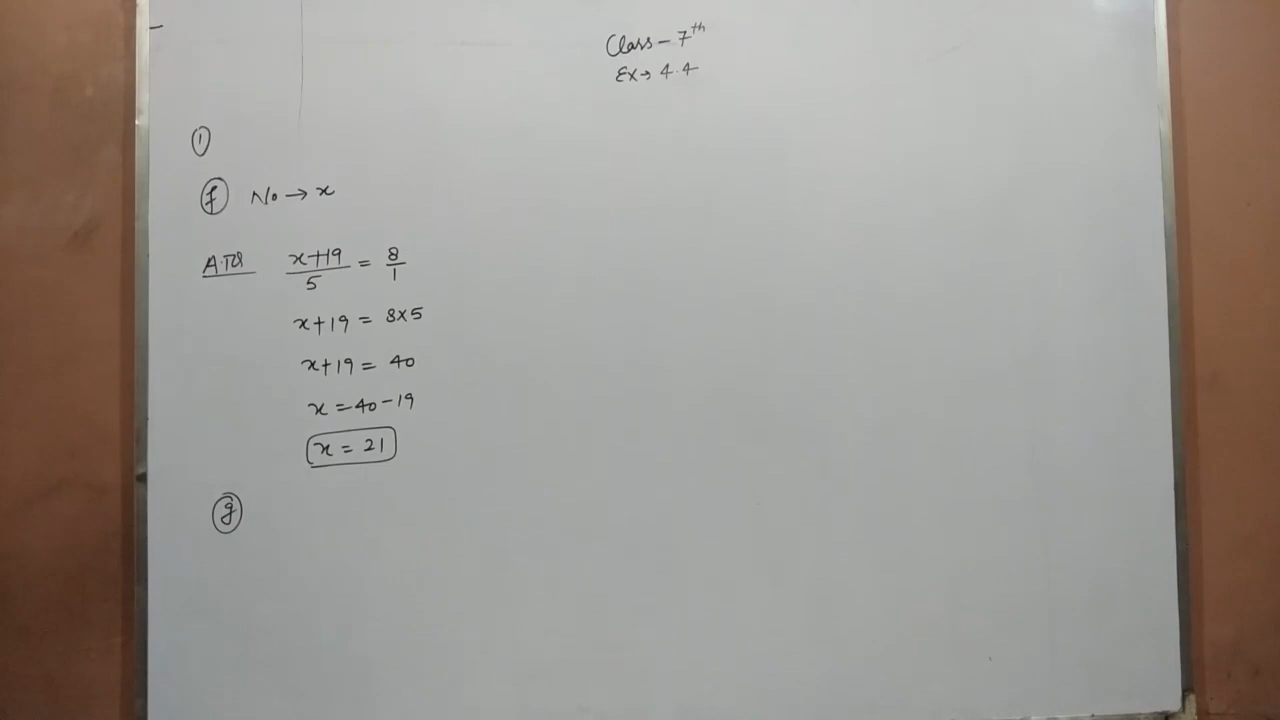 Class - 7th
Ex → 4.4
①
ⓕ No → x
A.T.Q x+19/5 = 8/1
x+19 = 8×5
x+19 = 40
x = 40-19
x = 21
ⓖ